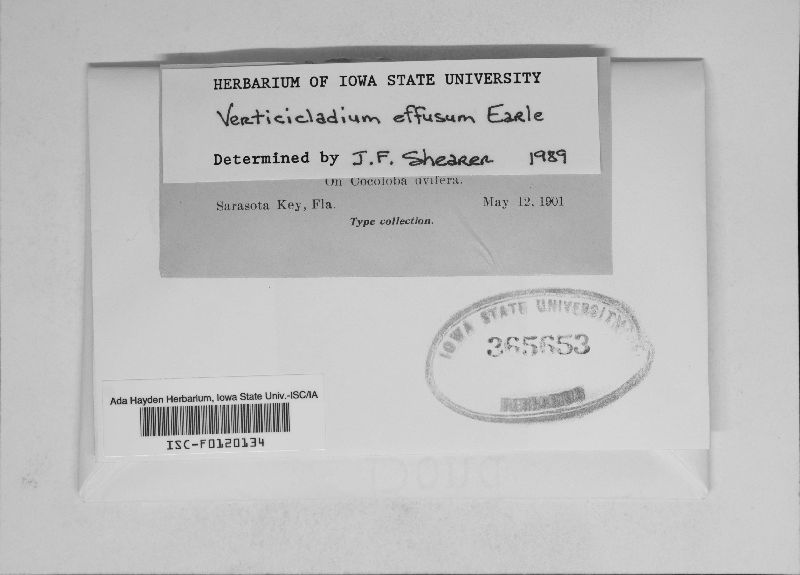 HERBARIUM OF IOWA STATE UNIVERSITY
Verticicladium effusum Earle
Determined by J.F. Shearer 1989
On Cocoloba uvifera.
Sarasota Key, Fla. May 12, 1901
Type collection.
IOWA STATE UNIVERSITY
365653
HERBARIUM
Ada Hayden Herbarium, Iowa State Univ.-ISC/IA
ISC-F0120134